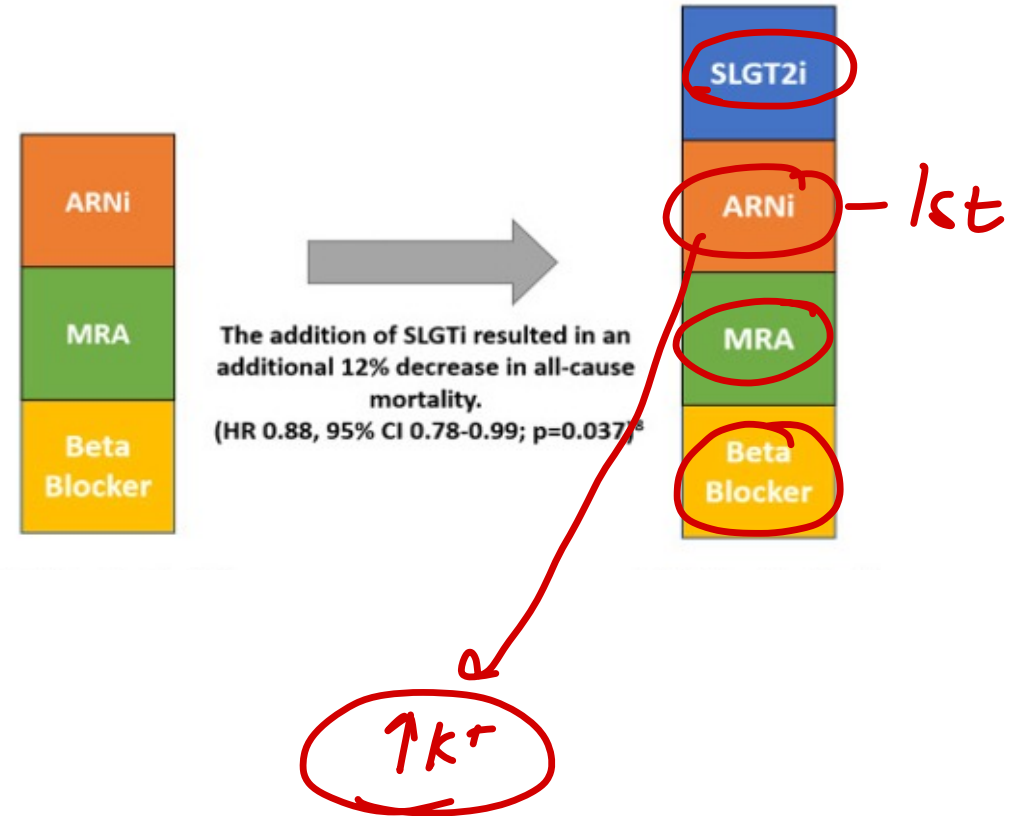 SLGT2i
ARNi
ARNi
- 1st
MRA
MRA
The addition of SLGTi resulted in an
additional 12% decrease in all-cause
mortality.
(HR 0.88, 95% CI 0.78-0.99; p=0.037)⁸
Beta
Blocker
Beta
Blocker
↑K+